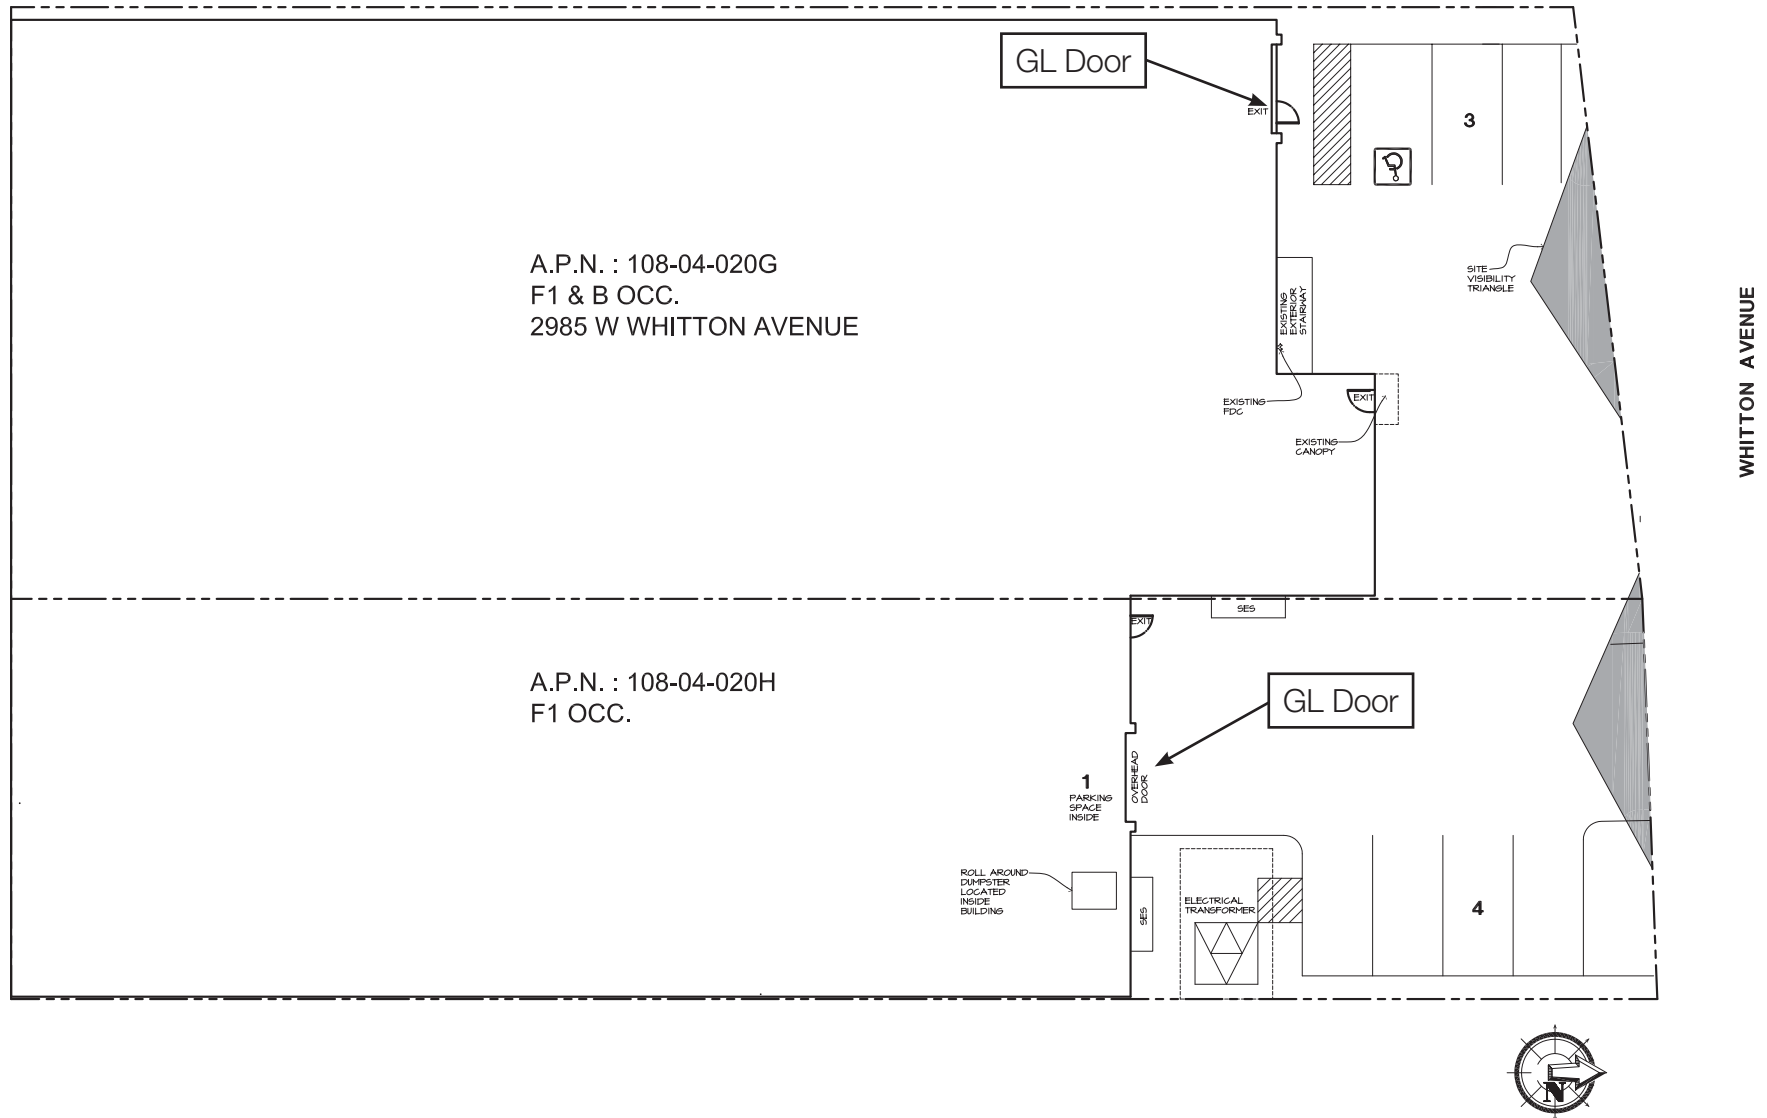 GL Door
EXIT
3
A.P.N. : 108-04-020G
F1 & B OCC.
2985 W WHITTON AVENUE
SITE
VISIBILITY
TRIANGLE
EXISTING
EXTERIOR
STAIRWAY
WHITTON AVENUE
EXISTING
FDC
EXIT
EXISTING
CANOPY
SES
EXIT
A.P.N. : 108-04-020H
F1 OCC.
GL Door
OVERHEAD
DOOR
1
PARKING
SPACE
INSIDE
ROLL AROUND
DUMPSTER
LOCATED
INSIDE
BUILDING
SES
ELECTRICAL
TRANSFORMER
4
N